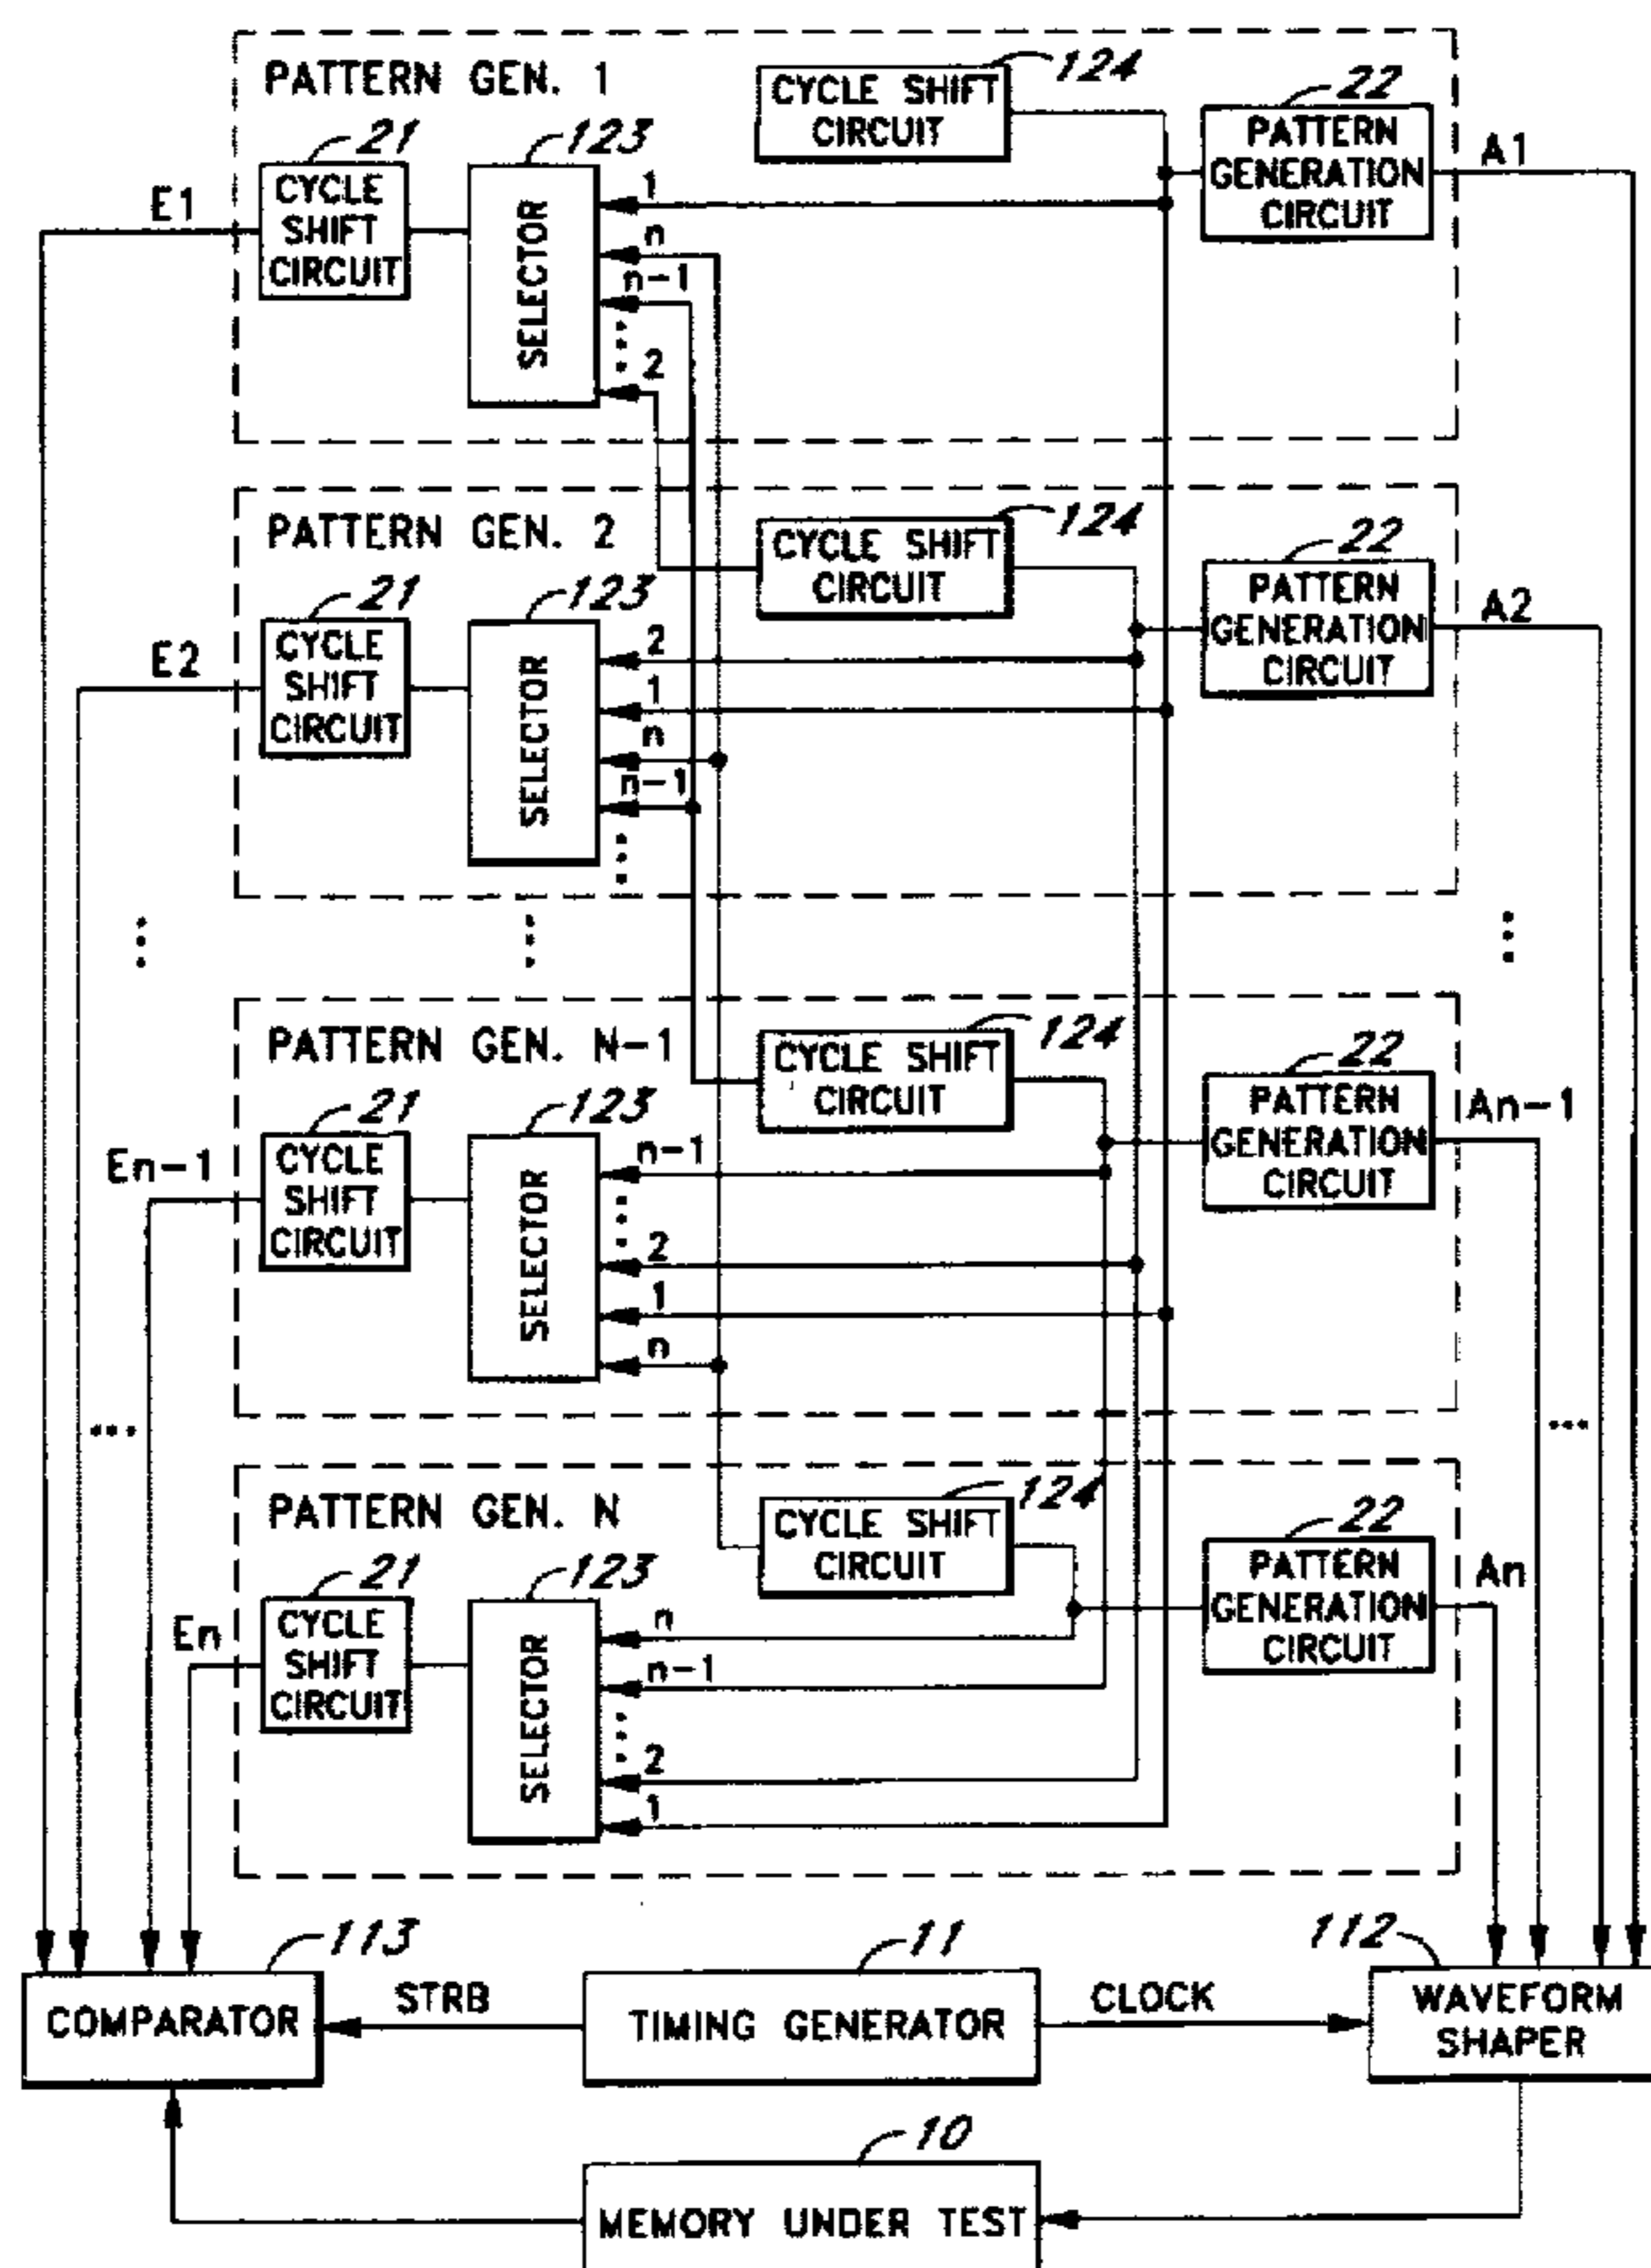 PATTERN GEN. 1
CYCLE SHIFT
CIRCUIT
124
22
PATTERN
GENERATION
CIRCUIT
A1
21
CYCLE
SHIFT
CIRCUIT
E1
123
SELECTOR
1
n
n-1
2
PATTERN GEN. 2
CYCLE SHIFT
CIRCUIT
124
22
PATTERN
GENERATION
CIRCUIT
A2
21
CYCLE
SHIFT
CIRCUIT
E2
123
SELECTOR
2
1
n
n-1
PATTERN GEN. N-1
CYCLE SHIFT
CIRCUIT
124
22
PATTERN
GENERATION
CIRCUIT
An-1
21
CYCLE
SHIFT
CIRCUIT
En-1
123
SELECTOR
n-1
2
1
n
PATTERN GEN. N
CYCLE SHIFT
CIRCUIT
124
22
PATTERN
GENERATION
CIRCUIT
An
21
CYCLE
SHIFT
CIRCUIT
En
123
SELECTOR
n
n-1
2
1
113
COMPARATOR
STRB
11
TIMING GENERATOR
CLOCK
112
WAVEFORM
SHAPER
10
MEMORY UNDER TEST